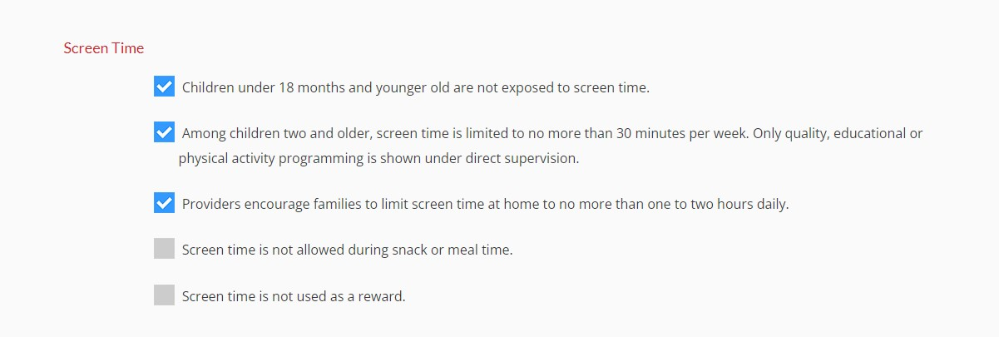 Screen Time
Children under 18 months and younger old are not exposed to screen time.
Among children two and older, screen time is limited to no more than 30 minutes per week. Only quality, educational or
physical activity programming is shown under direct supervision.
Providers encourage families to limit screen time at home to no more than one to two hours daily.
Screen time is not allowed during snack or meal time.
Screen time is not used as a reward.